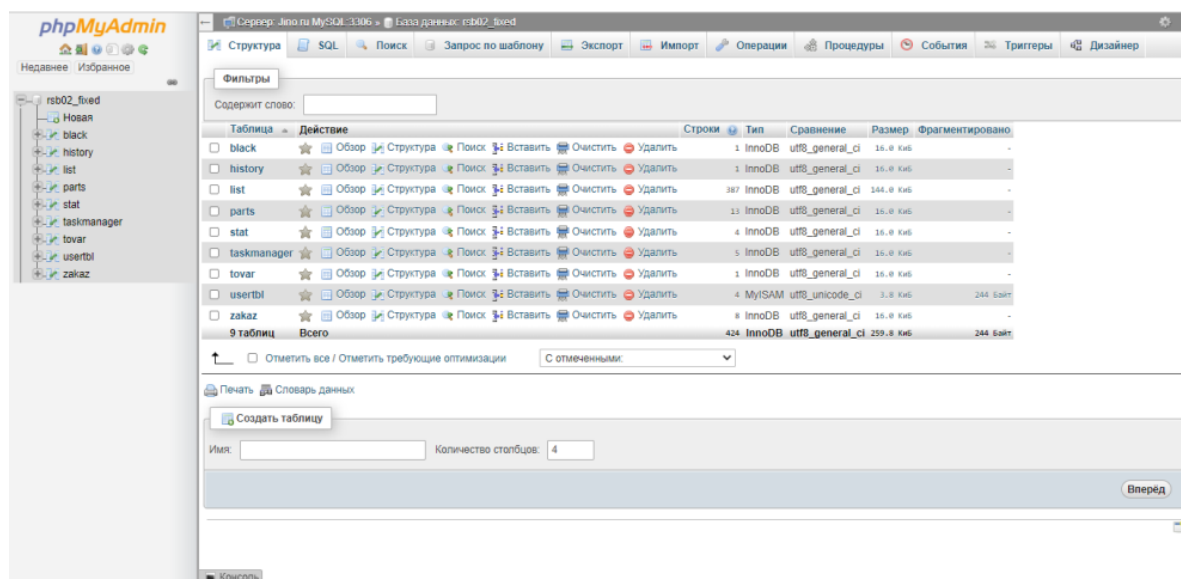 phpMyAdmin
Недавнее Избранное
rsb02_fixed
Новая
black
history
list
parts
stat
taskmanager
tovar
usertbl
zakaz
Сервер: Jino.ru MySQL:3306 » База данных: rsb02_fixed
Структура SQL Поиск Запрос по шаблону Экспорт Импорт Операции Процедуры События Триггеры Дизайнер
Фильтры
Содержит слово:
Таблица Действие Строки Тип Сравнение Размер Фрагментировано
black Обзор Структура Поиск Вставить Очистить Удалить 1 InnoDB utf8_general_ci 16.0 КиБ -
history Обзор Структура Поиск Вставить Очистить Удалить 1 InnoDB utf8_general_ci 16.0 КиБ -
list Обзор Структура Поиск Вставить Очистить Удалить 387 InnoDB utf8_general_ci 144.0 КиБ -
parts Обзор Структура Поиск Вставить Очистить Удалить 13 InnoDB utf8_general_ci 16.0 КиБ -
stat Обзор Структура Поиск Вставить Очистить Удалить 4 InnoDB utf8_general_ci 16.0 КиБ -
taskmanager Обзор Структура Поиск Вставить Очистить Удалить 5 InnoDB utf8_general_ci 16.0 КиБ -
tovar Обзор Структура Поиск Вставить Очистить Удалить 1 InnoDB utf8_general_ci 16.0 КиБ -
usertbl Обзор Структура Поиск Вставить Очистить Удалить 4 MyISAM utf8_unicode_ci 3.8 КиБ 244 Байт
zakaz Обзор Структура Поиск Вставить Очистить Удалить 8 InnoDB utf8_general_ci 16.0 КиБ -
9 таблиц Всего 424 InnoDB utf8_general_ci 259.8 КиБ 244 Байт
Отметить все / Отметить требующие оптимизации С отмеченными:
Печать Словарь данных
Создать таблицу
Имя: Количество столбцов: 4
Вперёд
Консоль